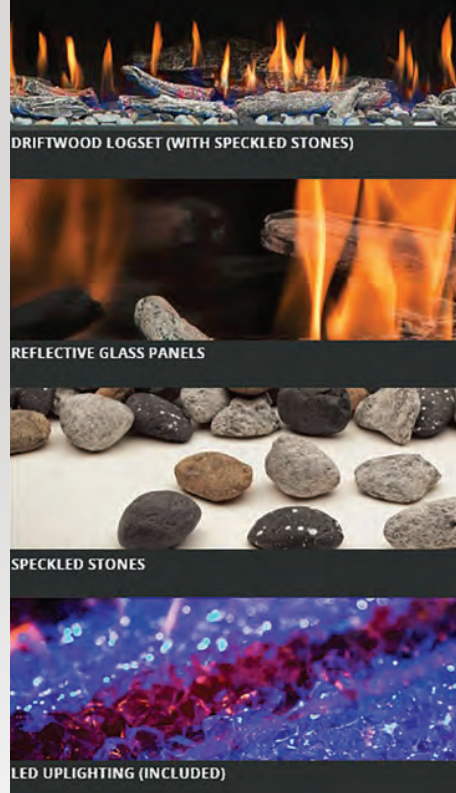 DRIFTWOOD LOGSET (WITH SPECKLED STONES)
REFLECTIVE GLASS PANELS
SPECKLED STONES
LED UPLIGHTING (INCLUDED)